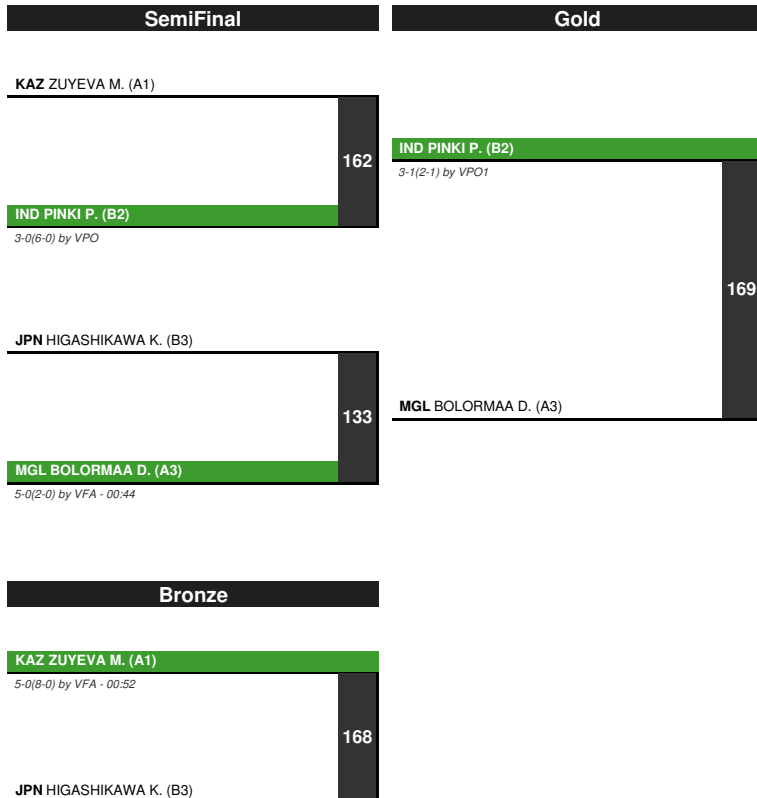 SemiFinal
KAZ ZUYEVA M. (A1)
162
IND PINKI P. (B2)
3-0(6-0) by VPO
JPN HIGASHIKAWA K. (B3)
133
MGL BOLORMAA D. (A3)
5-0(2-0) by VFA - 00:44
Gold
IND PINKI P. (B2)
3-1(2-1) by VPO1
169
MGL BOLORMAA D. (A3)
Bronze
KAZ ZUYEVA M. (A1)
5-0(8-0) by VFA - 00:52
168
JPN HIGASHIKAWA K. (B3)